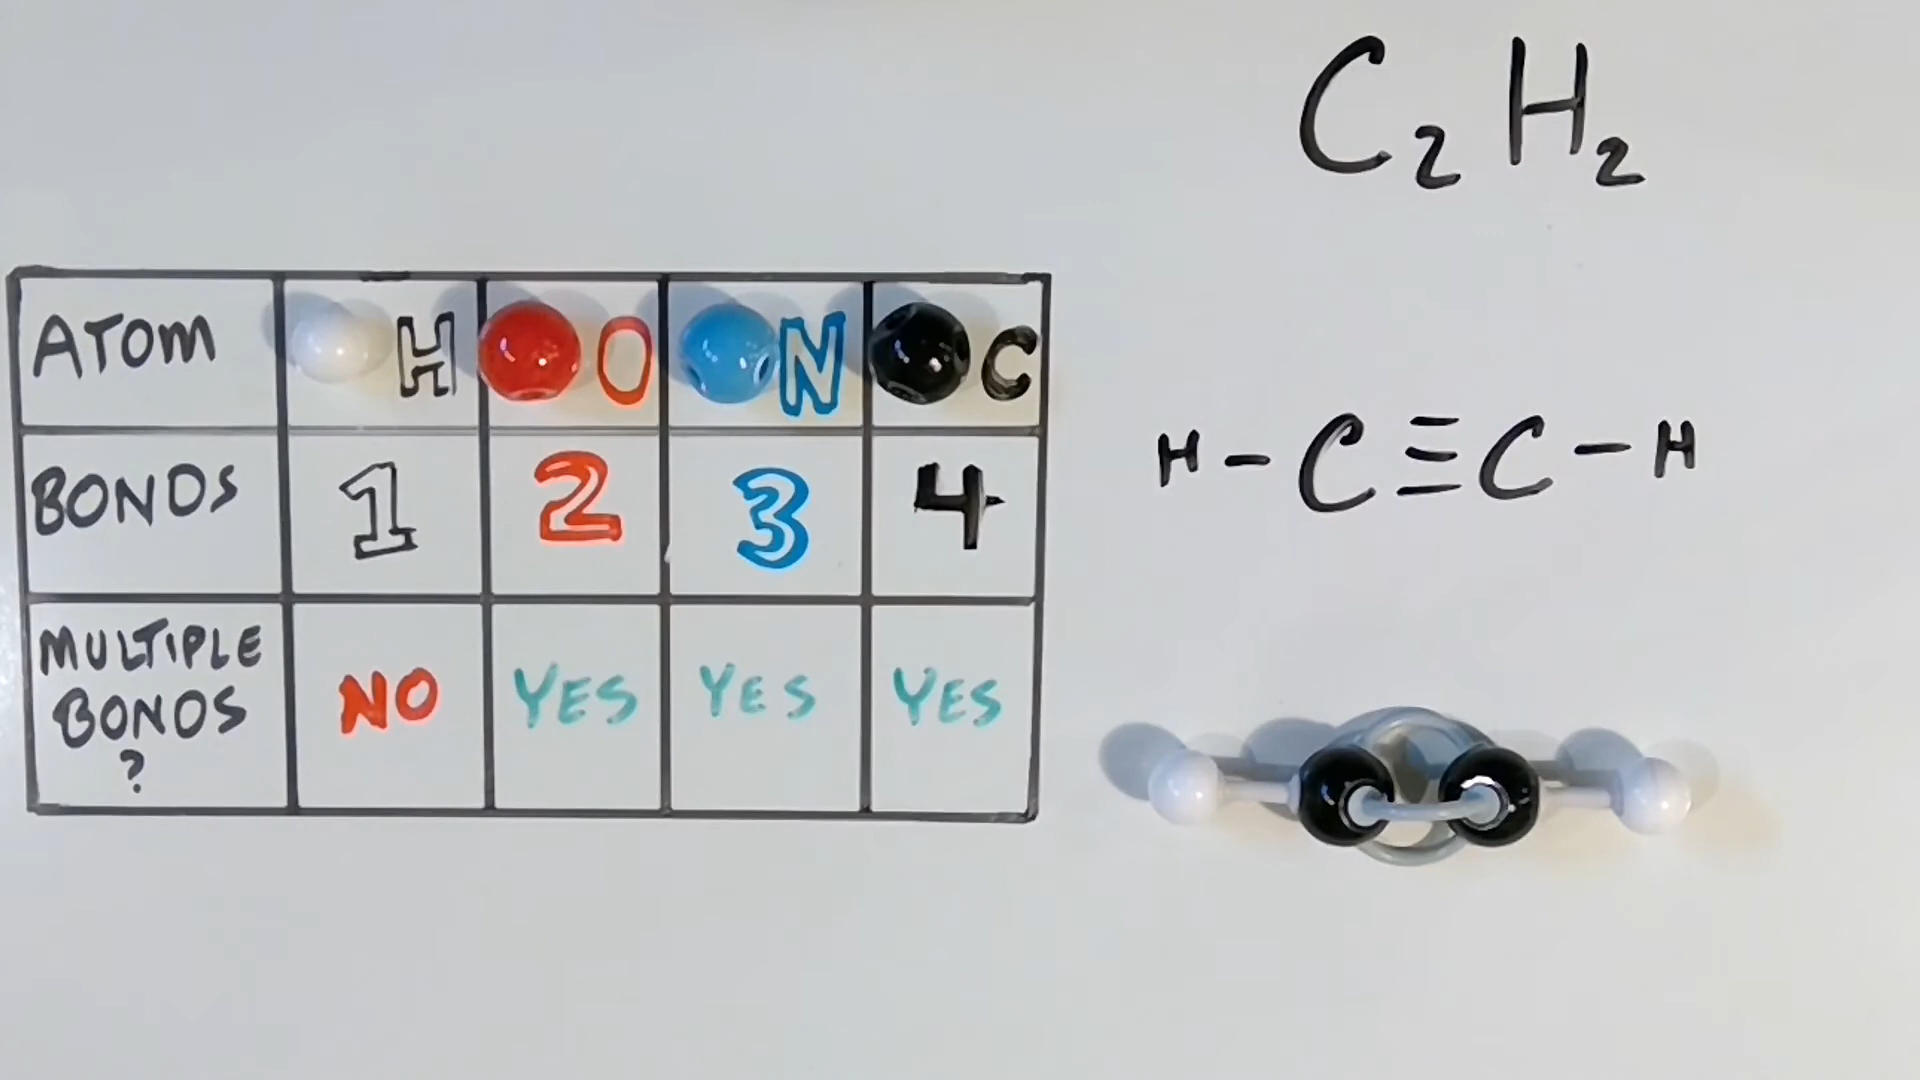 C₂H₂
ATOM H O N C
BONDS 1 2 3 4
MULTIPLE
BONDS
?
NO YES YES YES
H-C≡C-H